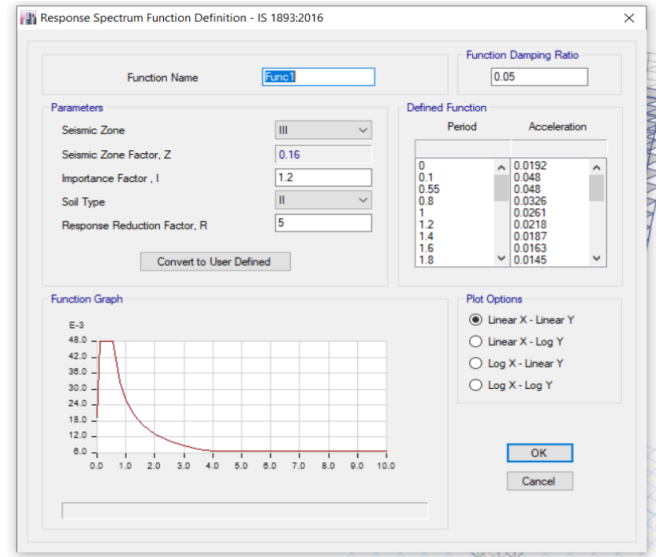 Response Spectrum Function Definition - IS 1893:2016
Function Name
Func1
Function Damping Ratio
0.05
Parameters
Seismic Zone
III
Seismic Zone Factor, Z
0.16
Importance Factor , I
1.2
Soil Type
II
Response Reduction Factor, R
5
Convert to User Defined
Defined Function
Period Acceleration
0 0.0192
0.1 0.048
0.55 0.048
0.8 0.0326
1 0.0261
1.2 0.0218
1.4 0.0187
1.6 0.0163
1.8 0.0145
Function Graph
E-3
48.0
42.0
36.0
30.0
24.0
18.0
12.0
6.0
0.0 1.0 2.0 3.0 4.0 5.0 6.0 7.0 8.0 9.0 10.0
Plot Options
Linear X - Linear Y
Linear X - Log Y
Log X - Linear Y
Log X - Log Y
OK
Cancel